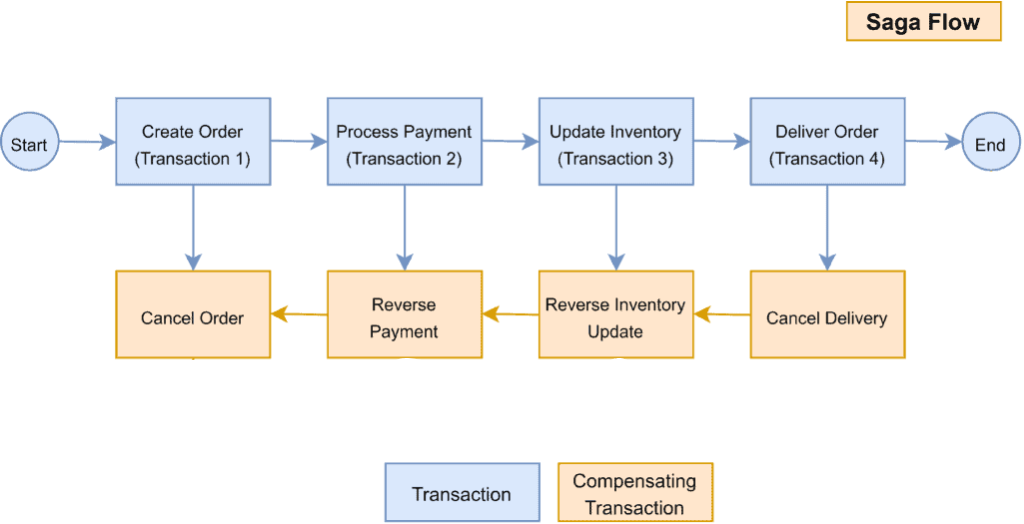 Saga Flow
Start
Create Order
(Transaction 1)
Process Payment
(Transaction 2)
Update Inventory
(Transaction 3)
Deliver Order
(Transaction 4)
End
Cancel Order
Reverse
Payment
Reverse Inventory
Update
Cancel Delivery
Transaction
Compensating
Transaction